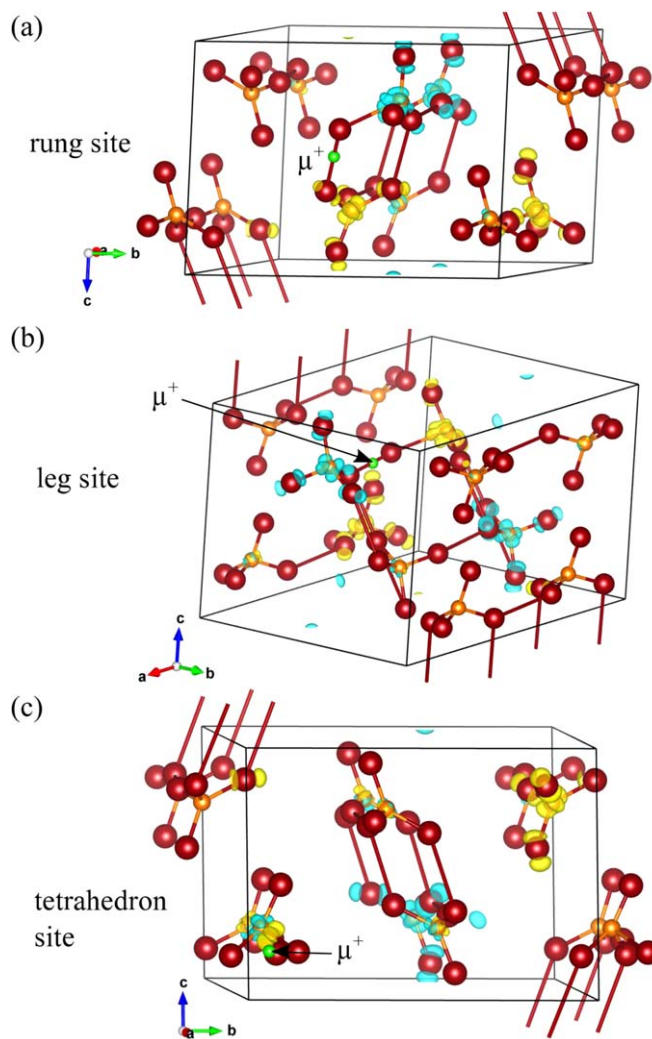 (a)
rung site
μ⁺
a
b
c
(b)
μ⁺
leg site
c
a
b
(c)
tetrahedron
site
μ⁺
c
a
b